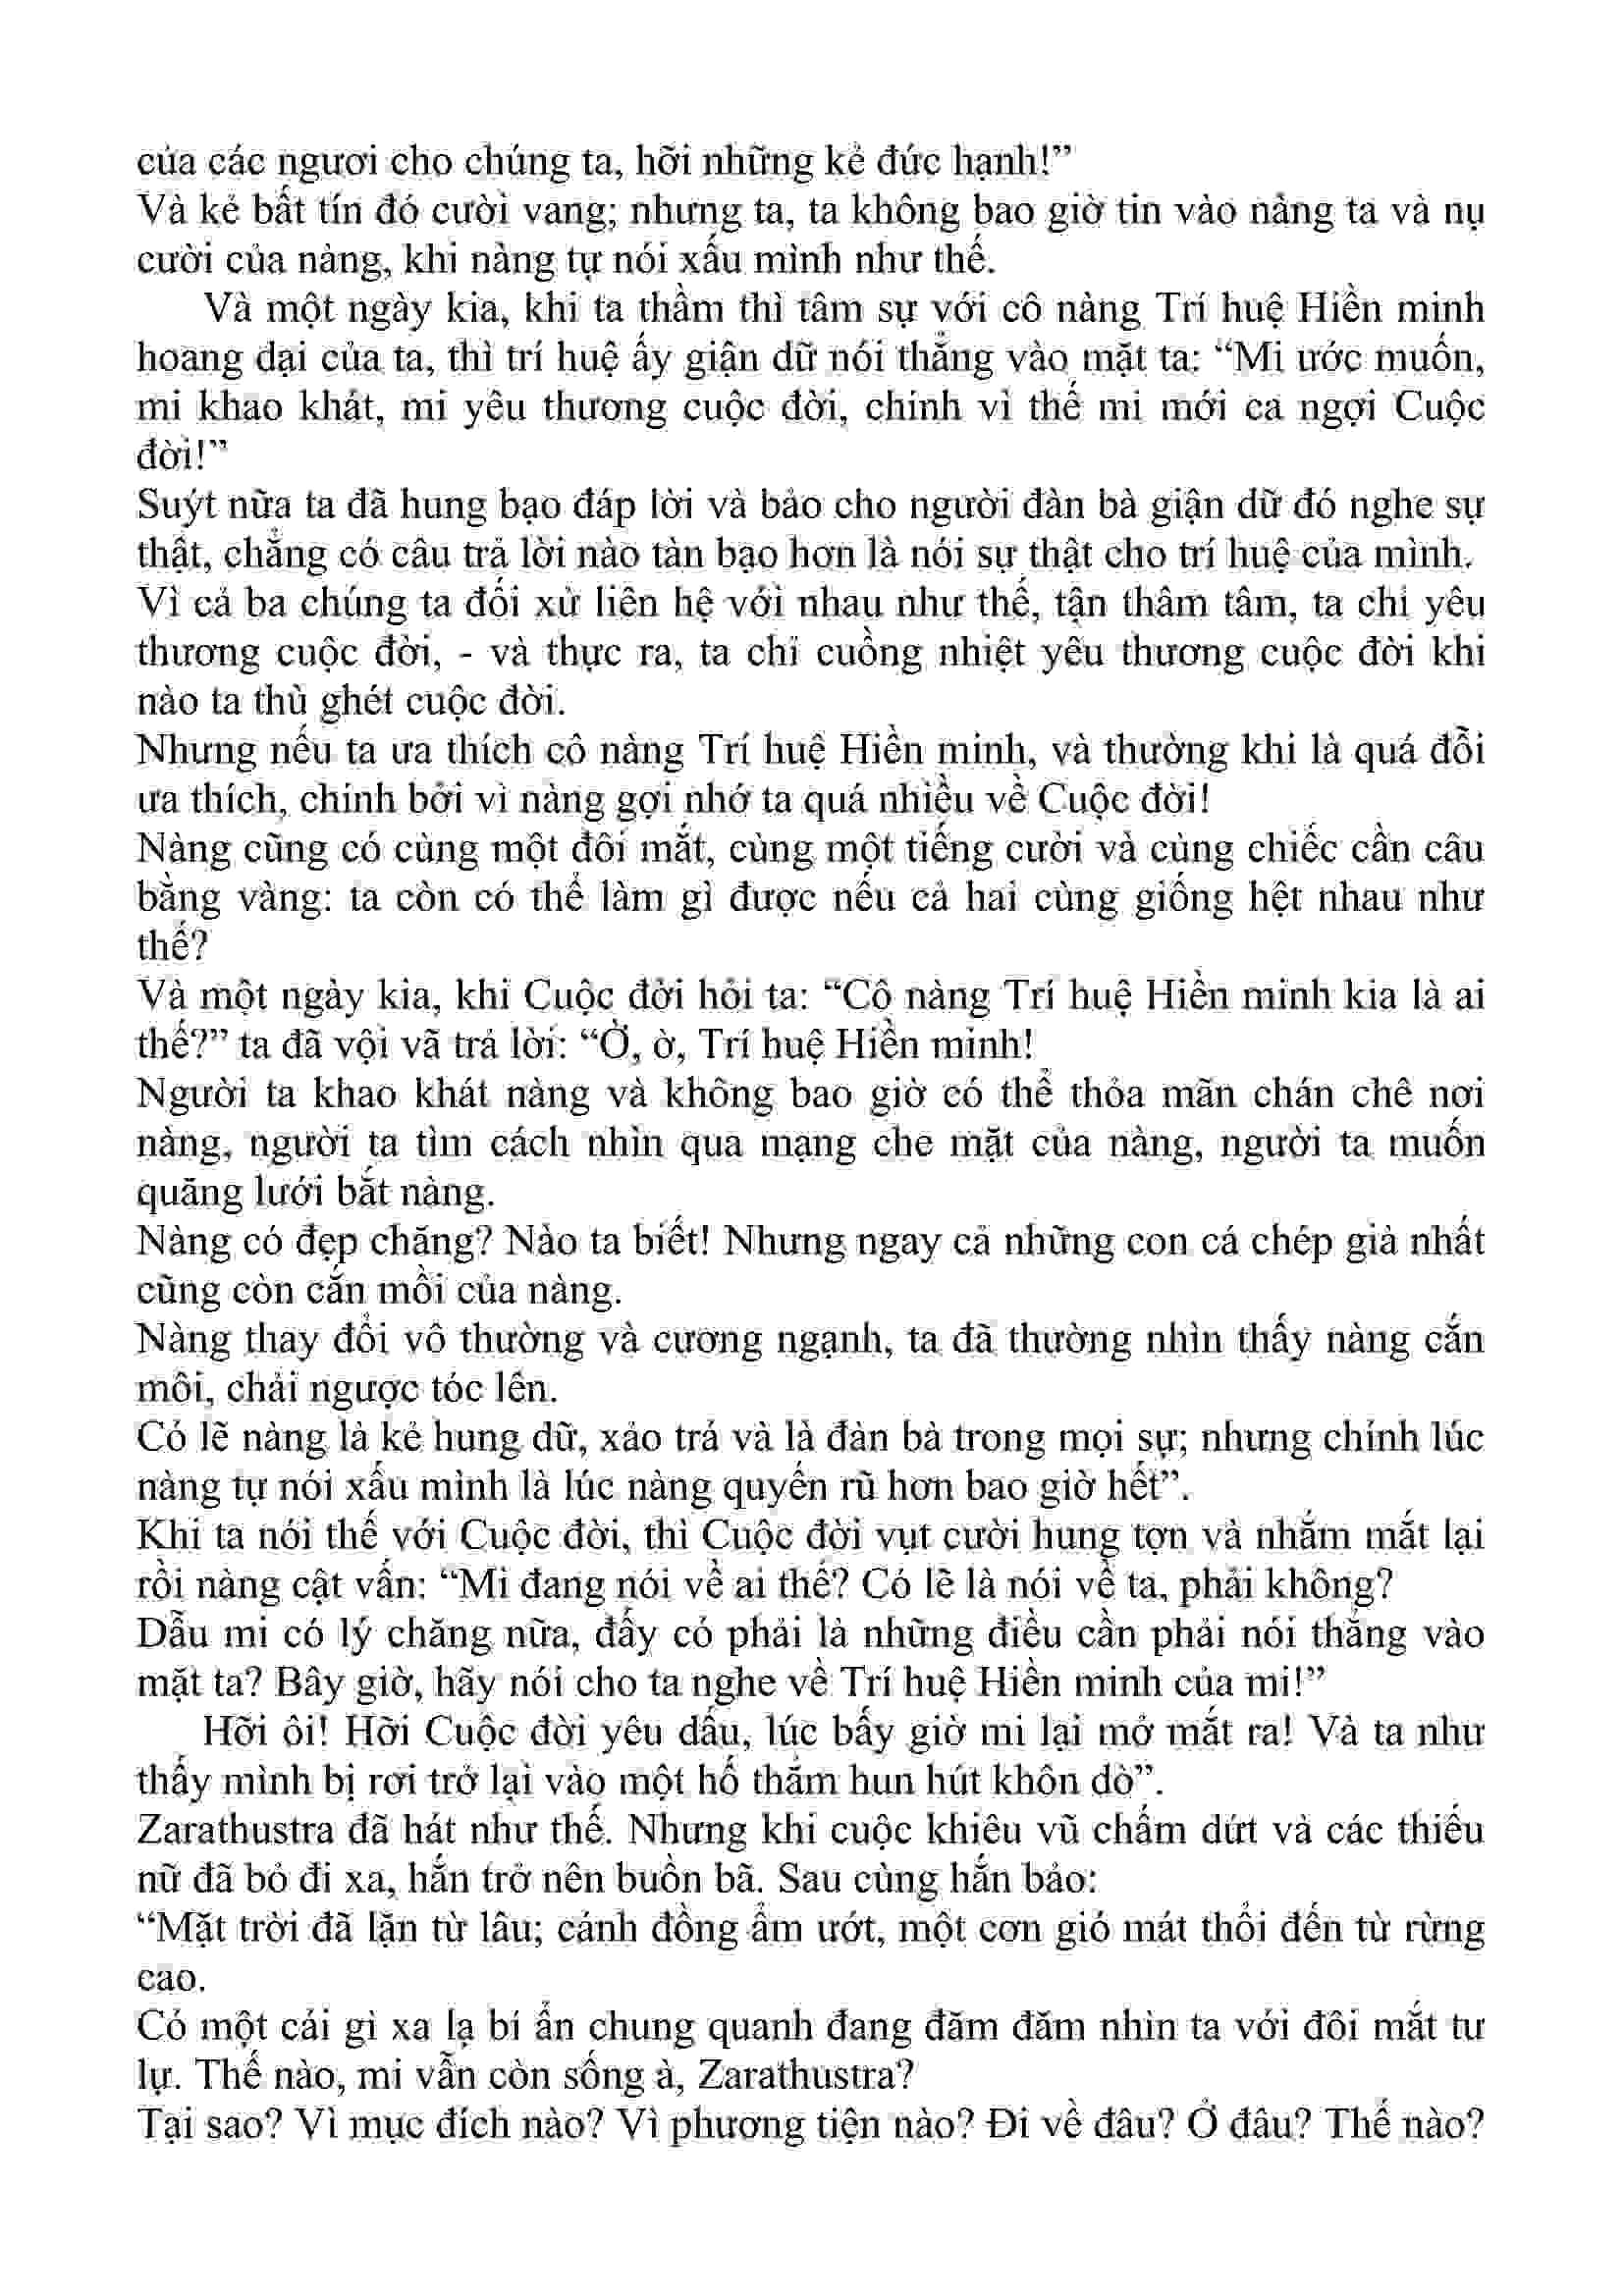 của các ngươi cho chúng ta, hỡi những kẻ đức hạnh!”
Và kẻ bất tín đó cười vang; nhưng ta, ta không bao giờ tin vào nàng ta và nụ
cười của nàng, khi nàng tự nói xấu mình như thế.
Và một ngày kia, khi ta thầm thì tâm sự với cô nàng Trí huệ Hiền minh
hoang dại của ta, thì trí huệ ấy giận dữ nói thẳng vào mặt ta: “Mi ước muốn,
mi khao khát, mi yêu thương cuộc đời, chính vì thế mi mới ca ngợi Cuộc
đời!”
Suýt nữa ta đã hung bạo đáp lời và bảo cho người đàn bà giận dữ đó nghe sự
thật, chẳng có câu trả lời nào tàn bạo hơn là nói sự thật cho trí huệ của mình.
Vì cả ba chúng ta đối xử liên hệ với nhau như thế, tận thâm tâm, ta chỉ yêu
thương cuộc đời, - và thực ra, ta chỉ cuồng nhiệt yêu thương cuộc đời khi
nào ta thù ghét cuộc đời.
Nhưng nếu ta ưa thích cô nàng Trí huệ Hiền minh, và thường khi là quá đỗi
ưa thích, chính bởi vì nàng gợi nhớ ta quá nhiều về Cuộc đời!
Nàng cũng có cùng một đôi mắt, cùng một tiếng cười và cùng chiếc cần câu
bằng vàng: ta còn có thể làm gì được nếu cả hai cùng giống hệt nhau như
thế?
Và một ngày kia, khi Cuộc đời hỏi ta: “Cô nàng Trí huệ Hiền minh kia là ai
thế?” ta đã vội vã trả lời: “Ờ, ờ, Trí huệ Hiền minh!
Người ta khao khát nàng và không bao giờ có thể thỏa mãn chán chê nơi
nàng, người ta tìm cách nhìn qua mạng che mặt của nàng, người ta muốn
quăng lưới bắt nàng.
Nàng có đẹp chăng? Nào ta biết! Nhưng ngay cả những con cá chép già nhất
cũng còn cắn mồi của nàng.
Nàng thay đổi vô thường và cương ngạnh, ta đã thường nhìn thấy nàng cắn
môi, chải ngược tóc lên.
Có lẽ nàng là kẻ hung dữ, xảo trá và là đàn bà trong mọi sự; nhưng chính lúc
nàng tự nói xấu mình là lúc nàng quyến rũ hơn bao giờ hết”.
Khi ta nói thế với Cuộc đời, thì Cuộc đời vụt cười hung tợn và nhắm mắt lại
rồi nàng cật vấn: “Mi đang nói về ai thế? Có lẽ là nói về ta, phải không?
Dẫu mi có lý chăng nữa, đấy có phải là những điều cần phải nói thẳng vào
mặt ta? Bây giờ, hãy nói cho ta nghe về Trí huệ Hiền minh của mi!”
Hỡi ôi! Hỡi Cuộc đời yêu dấu, lúc bấy giờ mi lại mở mắt ra! Và ta như
thấy mình bị rơi trở lại vào một hố thẳm hun hút khôn dò”.
Zarathustra đã hát như thế. Nhưng khi cuộc khiêu vũ chấm dứt và các thiếu
nữ đã bỏ đi xa, hắn trở nên buồn bã. Sau cùng hắn bảo:
“Mặt trời đã lặn từ lâu; cánh đồng ẩm ướt, một cơn gió mát thổi đến từ rừng
cao.
Có một cái gì xa lạ bí ẩn chung quanh đang đăm đăm nhìn ta với đôi mắt tư
lự. Thế nào, mi vẫn còn sống à, Zarathustra?
Tại sao? Vì mục đích nào? Vì phương tiện nào? Đi về đâu? Ở đâu? Thế nào?